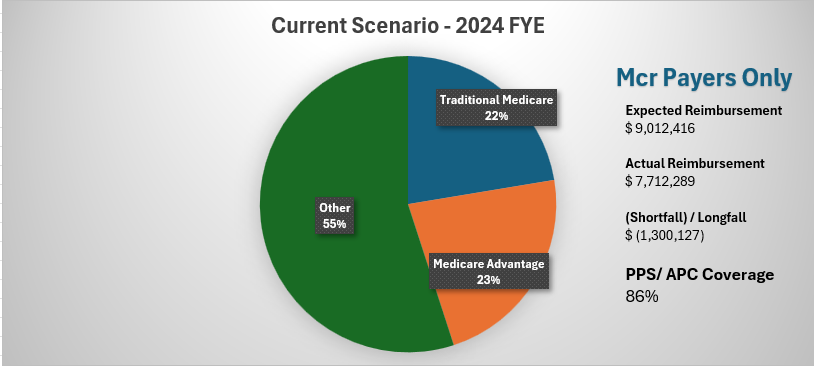 Current Scenario - 2024 FYE
Traditional Medicare
22%
Other
55%
Medicare Advantage
23%
Mcr Payers Only
Expected Reimbursement
$ 9,012,416
Actual Reimbursement
$ 7,712,289
(Shortfall) / Longfall
$ (1,300,127)
PPS/ APC Coverage
86%